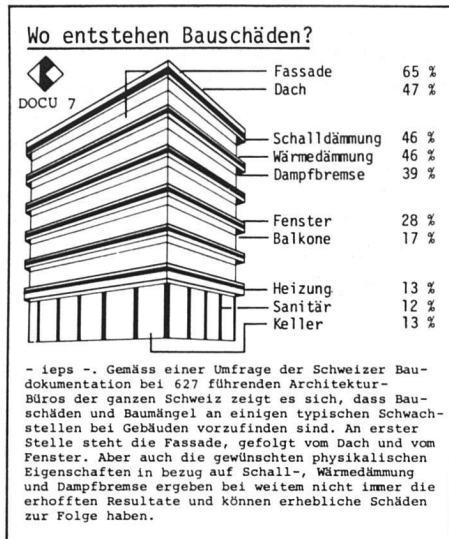 Wo entstehen Bauschäden?
DOCU 7
Fassade 65 %
Dach 47 %
Schalldämmung 46 %
Wärmedämmung 46 %
Dampfbremse 39 %
Fenster 28 %
Balkone 17 %
Heizung 13 %
Sanitär 12 %
Keller 13 %
- ieps -. Gemäss einer Umfrage der Schweizer Bau-
dokumentation bei 627 führenden Architektur-
Büros der ganzen Schweiz zeigt es sich, dass Bau-
schäden und Baumängel an einigen typischen Schwach-
stellen bei Gebäuden vorzufinden sind. An erster
Stelle steht die Fassade, gefolgt vom Dach und vom
Fenster. Aber auch die gewünschten physikalischen
Eigenschaften in bezug auf Schall-, Wärmedämmung
und Dampfbremse ergeben bei weitem nicht immer die
erhofften Resultate und können erhebliche Schäden
zur Folge haben.